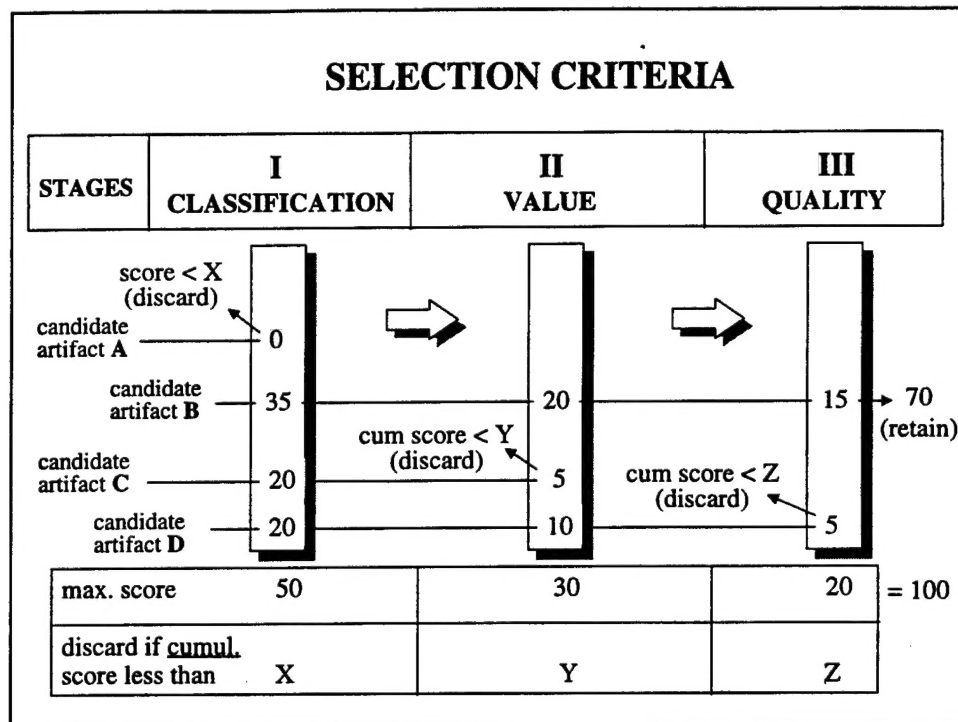 SELECTION CRITERIA
STAGES
I
CLASSIFICATION
II
VALUE
III
QUALITY
score < X
(discard)
candidate
artifact A
0
candidate
artifact B
35
20
15
70
(retain)
cum score < Y
(discard)
candidate
artifact C
20
5
cum score < Z
(discard)
candidate
artifact D
20
10
5
max. score 50 30 20 = 100
discard if cumul.
score less than X Y Z